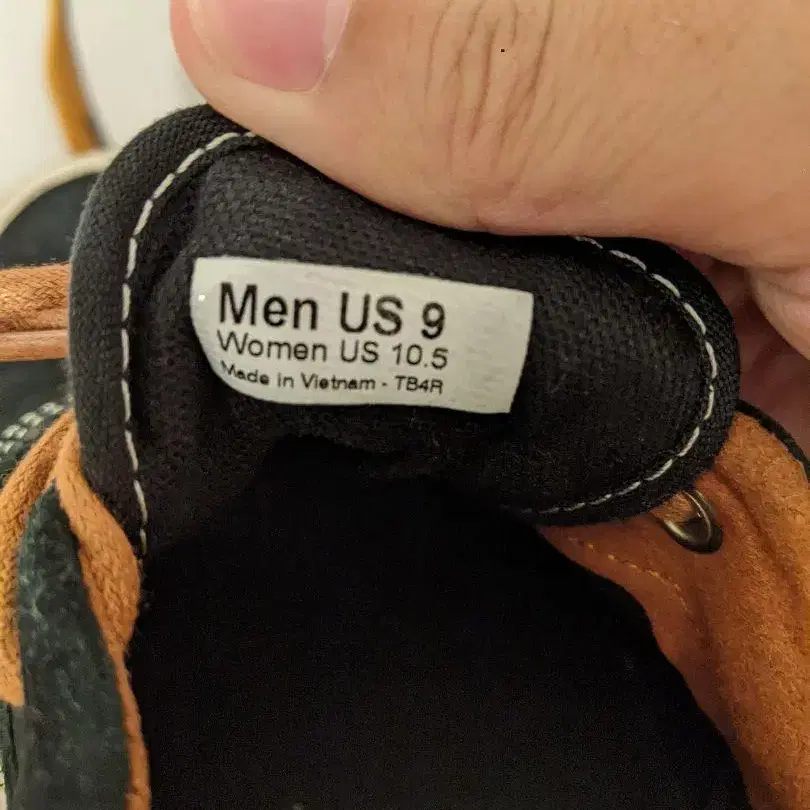 Men US 9
Women US 10.5
Made in Vietnam - TB4R